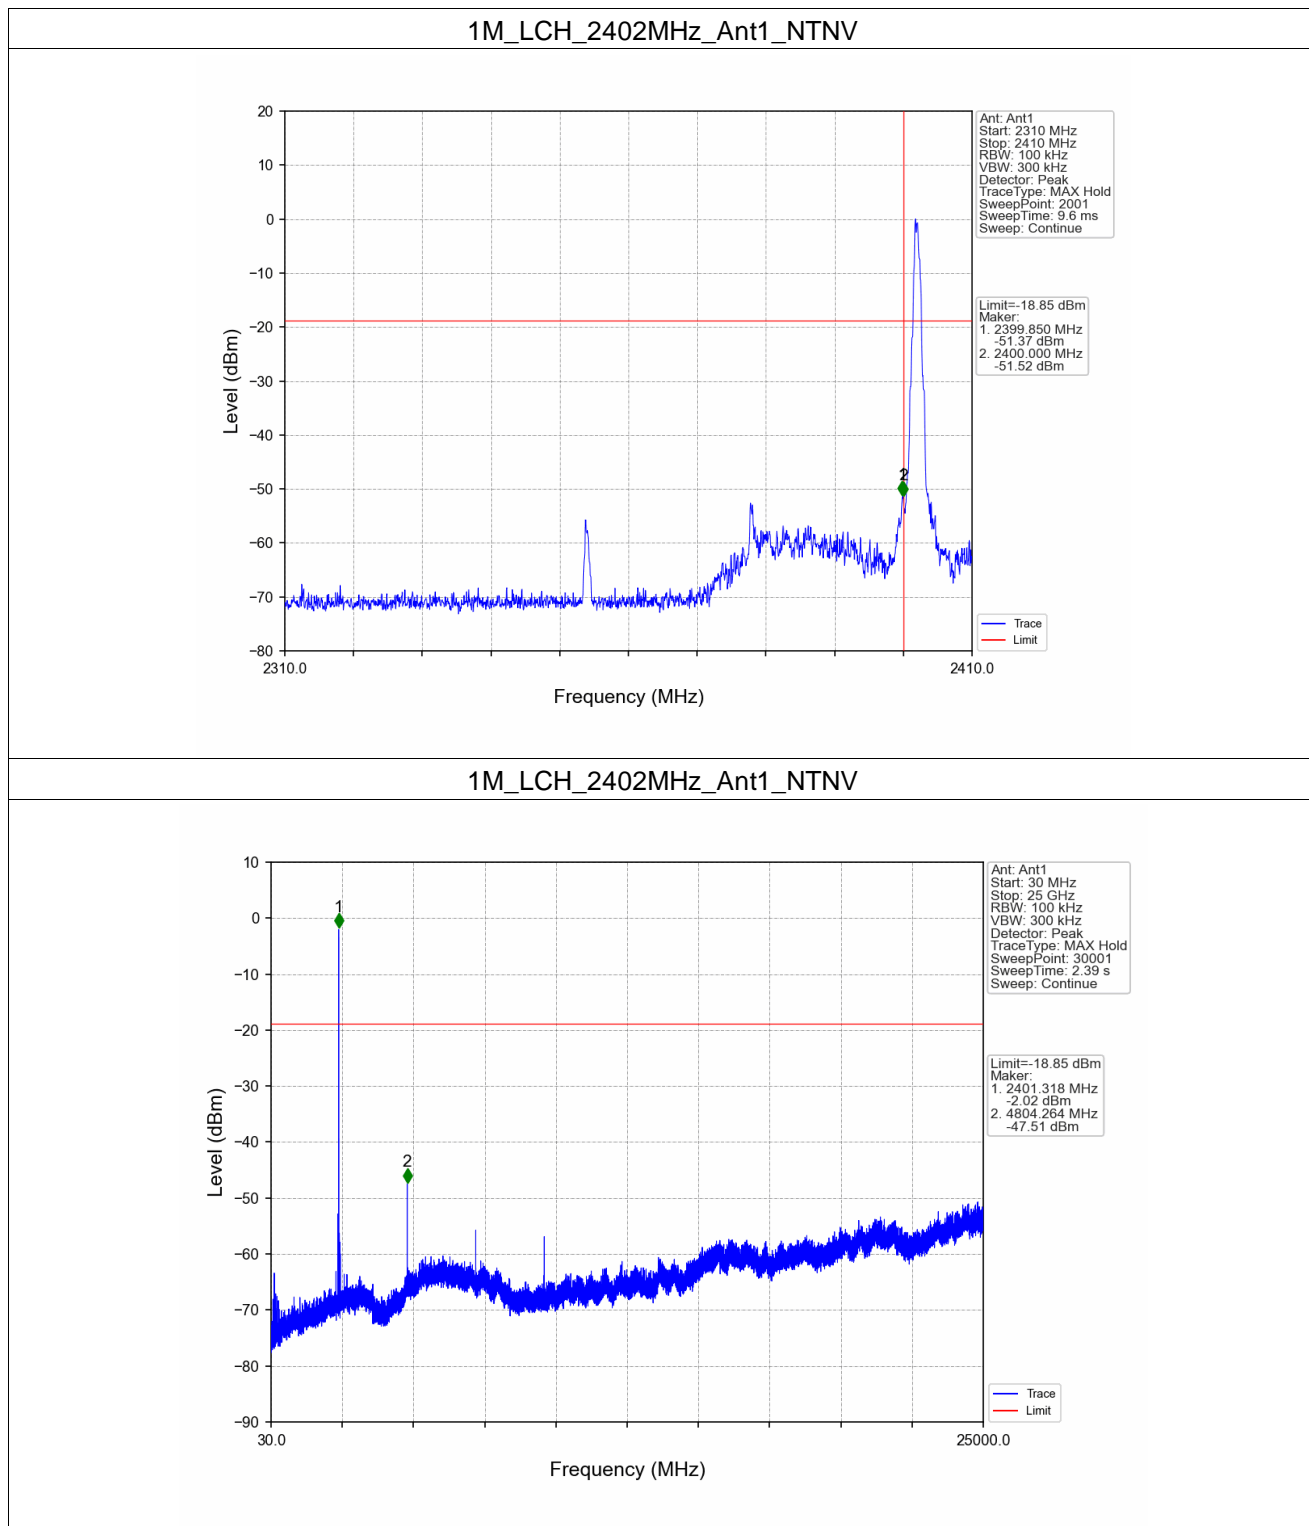 1M_LCH_2402MHz_Ant1_NTNV
20
10
0
−10
−20
−30
−40
−50
−60
−70
−80
Level (dBm)
2310.0
2410.0
Frequency (MHz)
2
Ant: Ant1
Start: 2310 MHz
Stop: 2410 MHz
RBW: 100 kHz
VBW: 300 kHz
Detector: Peak
TraceType: MAX Hold
SweepPoint: 2001
SweepTime: 9.6 ms
Sweep: Continue
Limit=-18.85 dBm
Maker:
1. 2399.850 MHz
-51.37 dBm
2. 2400.000 MHz
-51.52 dBm
Trace
Limit
1M_LCH_2402MHz_Ant1_NTNV
10
0
−10
−20
−30
−40
−50
−60
−70
−80
−90
Level (dBm)
30.0
25000.0
Frequency (MHz)
1
2
Ant: Ant1
Start: 30 MHz
Stop: 25 GHz
RBW: 100 kHz
VBW: 300 kHz
Detector: Peak
TraceType: MAX Hold
SweepPoint: 30001
SweepTime: 2.39 s
Sweep: Continue
Limit=-18.85 dBm
Maker:
1. 2401.318 MHz
-2.02 dBm
2. 4804.264 MHz
-47.51 dBm
Trace
Limit